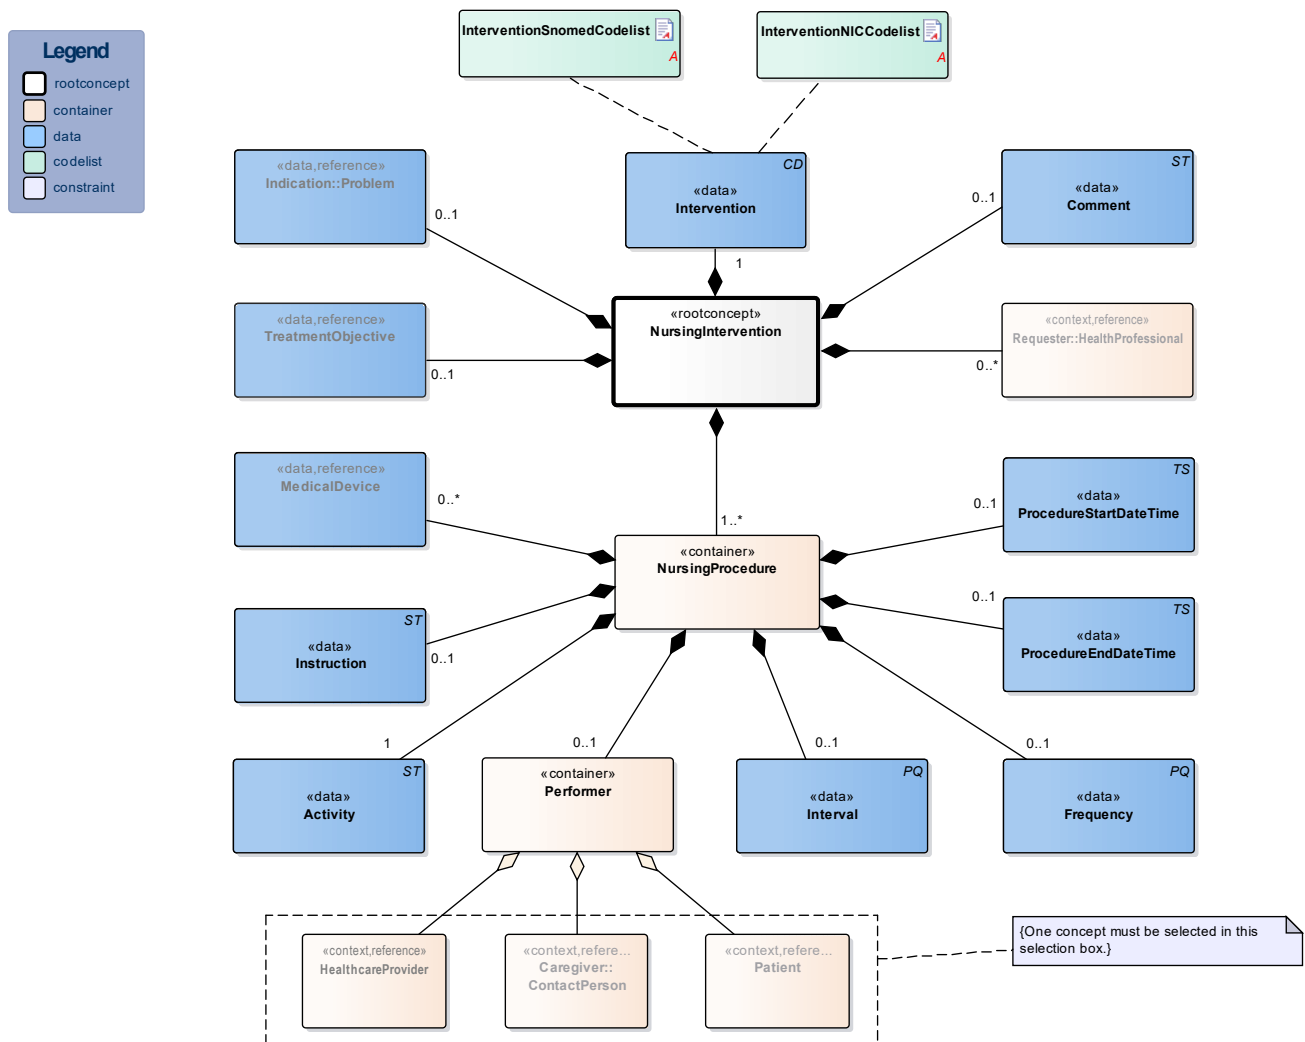 InterventionSnomedCodelist
A
InterventionNICCodelist
A
Legend
rootconcept
container
data
codelist
constraint
«data,reference»
Indication::Problem
0..1
CD
«data»
Intervention
1
ST
«data»
Comment
0..1
«rootconcept»
NursingIntervention
«data,reference»
TreatmentObjective
0..1
«context,reference»
Requester::HealthProfessional
0..*
1..*
«data,reference»
MedicalDevice
0..*
TS
«data»
ProcedureStartDateTime
0..1
«container»
NursingProcedure
ST
«data»
Instruction
0..1
TS
«data»
ProcedureEndDateTime
0..1
1
ST
«data»
Activity
0..1
«container»
Performer
0..1
PQ
«data»
Interval
0..1
PQ
«data»
Frequency
«context,reference»
HealthcareProvider
«context,refere...
Caregiver::
ContactPerson
«context,refere...
Patient
{One concept must be selected in this
selection box.}